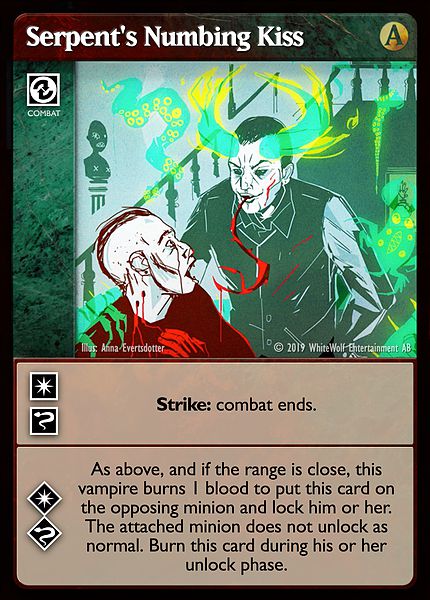 Serpent's Numbing Kiss
A
COMBAT
Illus: Anna Evertsdotter
© 2019 WhiteWolf Entertainment AB
Strike: combat ends.
As above, and if the range is close, this
vampire burns 1 blood to put this card on
the opposing minion and lock him or her.
The attached minion does not unlock as
normal. Burn this card during his or her
unlock phase.